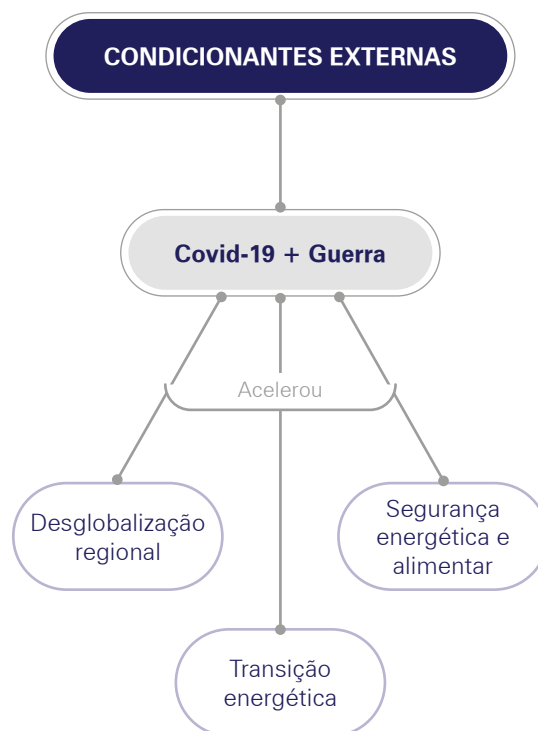 CONDICIONANTES EXTERNAS
Covid-19 + Guerra
Acelerou
Desglobalização
regional
Segurança
energética e
alimentar
Transição
energética